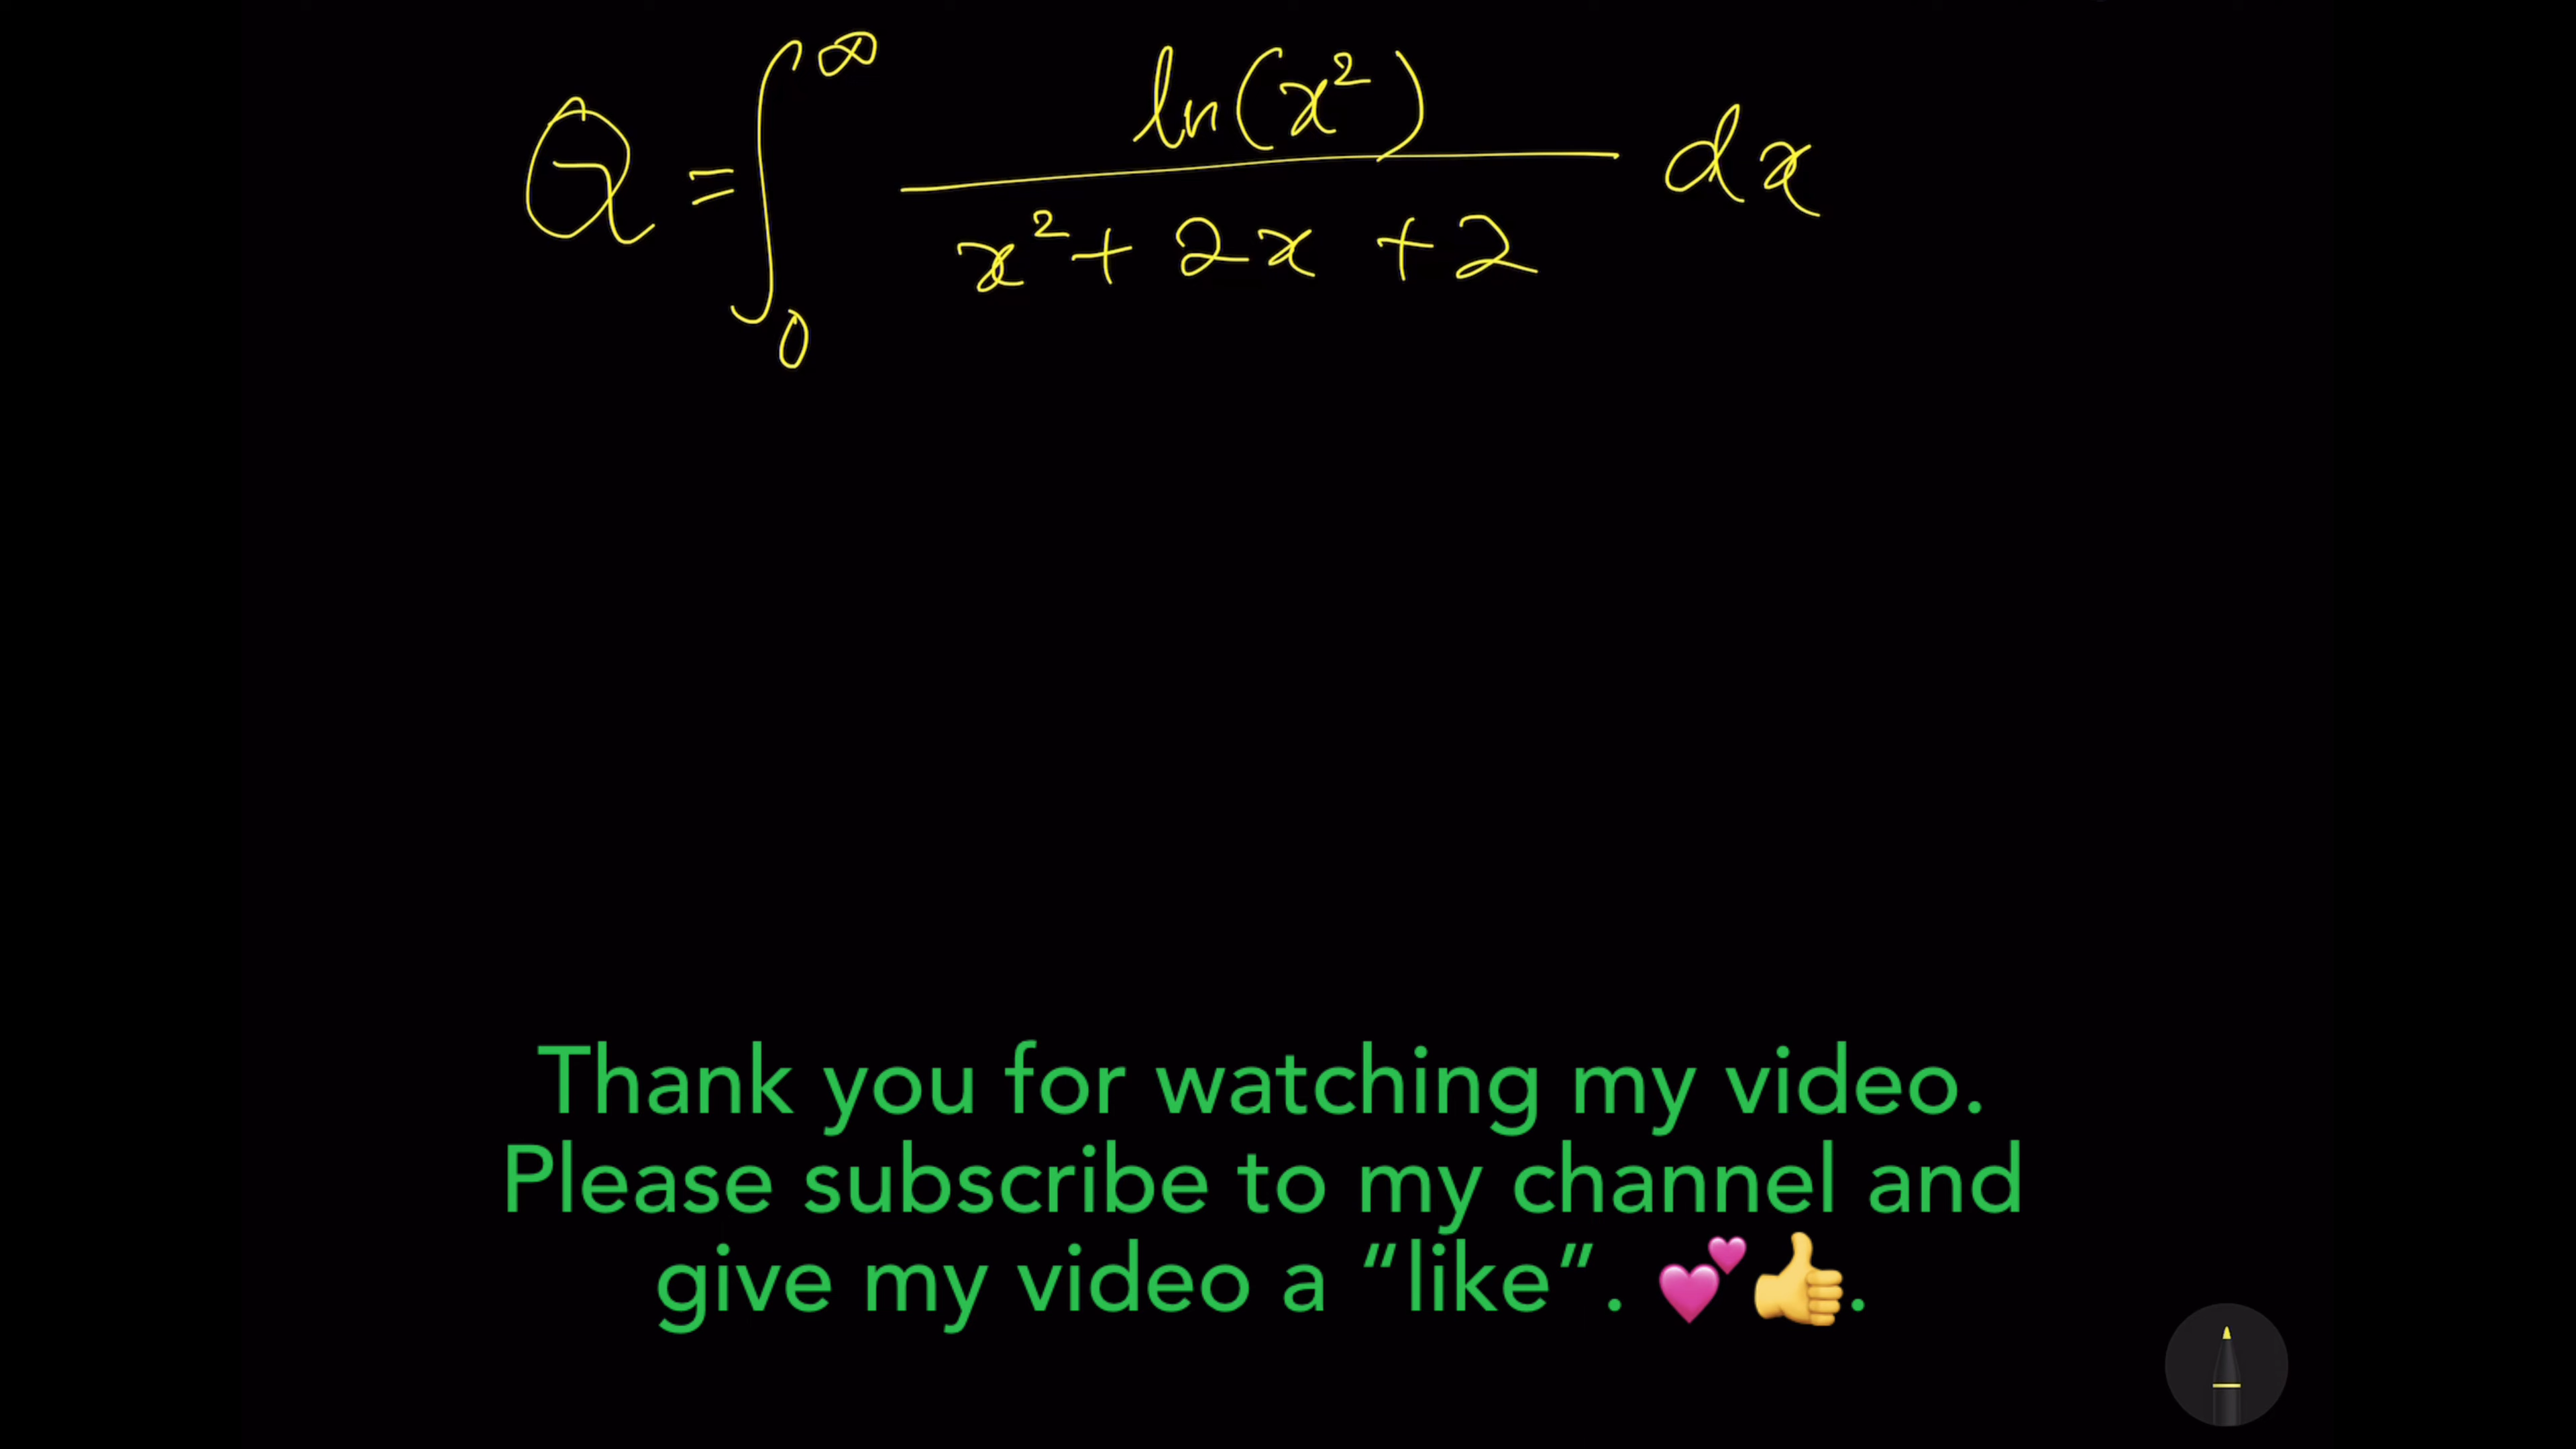 Q = ∫₀^∞ ln(x²) / (x² + 2x + 2) dx
Thank you for watching my video.
Please subscribe to my channel and
give my video a “like”. 💕👍.